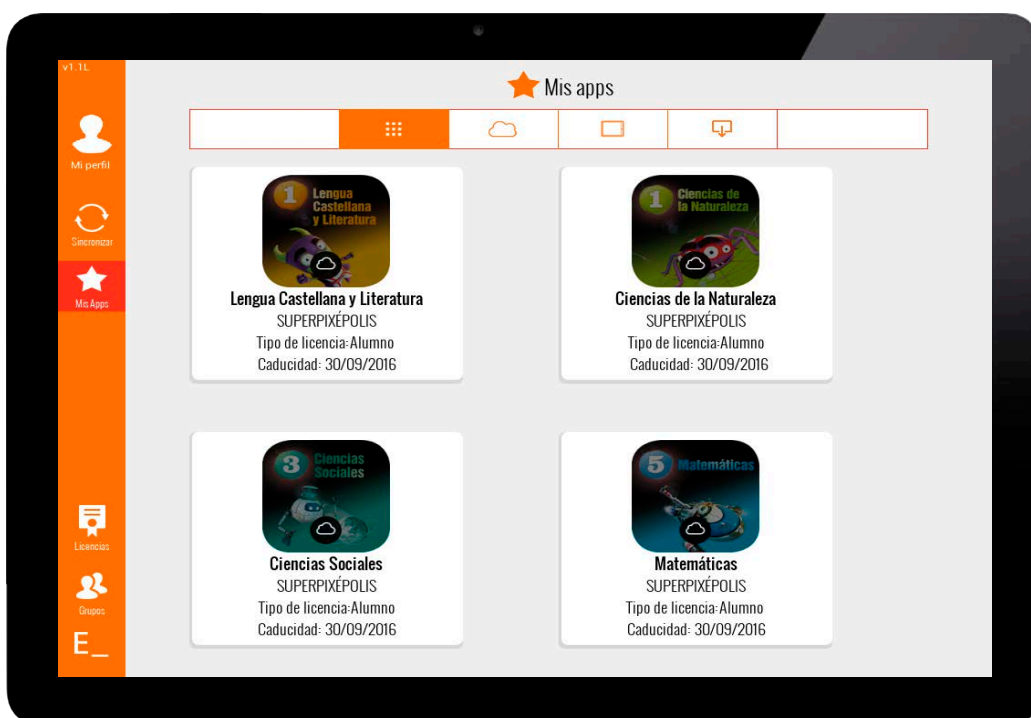 v1.1L
Mis apps
Mi perfil
Sincronizar
Mis Apps
Licencias
Grupos
E_
1 Lengua
Castellana
y Literatura
Lengua Castellana y Literatura
SUPERPIXÉPOLIS
Tipo de licencia:Alumno
Caducidad: 30/09/2016
1 Ciencias de
la Naturaleza
Ciencias de la Naturaleza
SUPERPIXÉPOLIS
Tipo de licencia:Alumno
Caducidad: 30/09/2016
3 Ciencias
Sociales
Ciencias Sociales
SUPERPIXÉPOLIS
Tipo de licencia:Alumno
Caducidad: 30/09/2016
5 Matemáticas
Matemáticas
SUPERPIXÉPOLIS
Tipo de licencia:Alumno
Caducidad: 30/09/2016